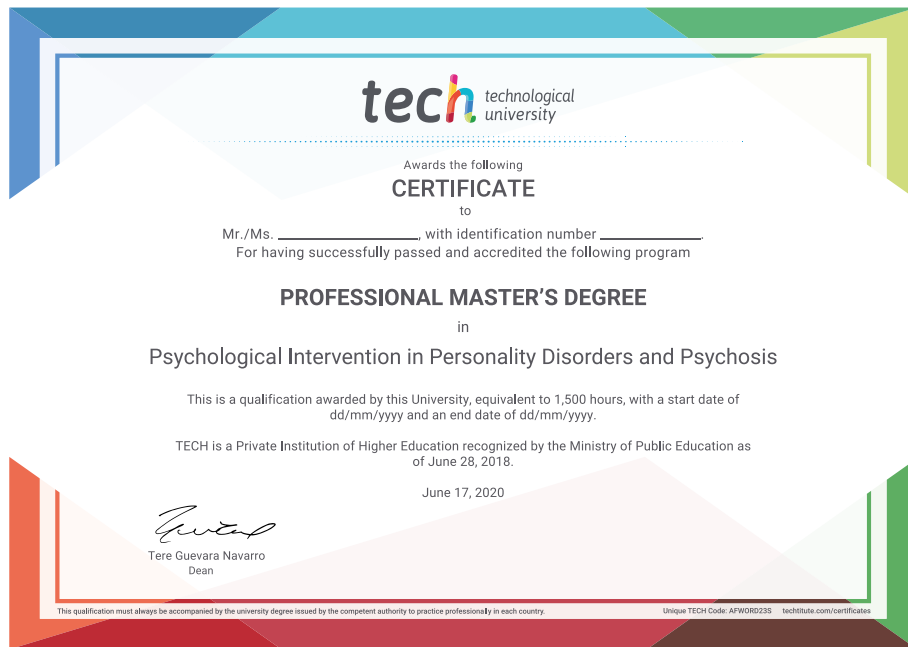 tech technological
university
Awards the following
CERTIFICATE
to
Mr./Ms. ____________________, with identification number ______________.
For having successfully passed and accredited the following program
PROFESSIONAL MASTER'S DEGREE
in
Psychological Intervention in Personality Disorders and Psychosis
This is a qualification awarded by this University, equivalent to 1,500 hours, with a start date of
dd/mm/yyyy and an end date of dd/mm/yyyy.
TECH is a Private Institution of Higher Education recognized by the Ministry of Public Education as
of June 28, 2018.
June 17, 2020
Tere Guevara Navarro
Dean
This qualification must always be accompanied by the university degree issued by the competent authority to practice professionally in each country.
Unique TECH Code: AFWORD23S techtitute.com/certificates